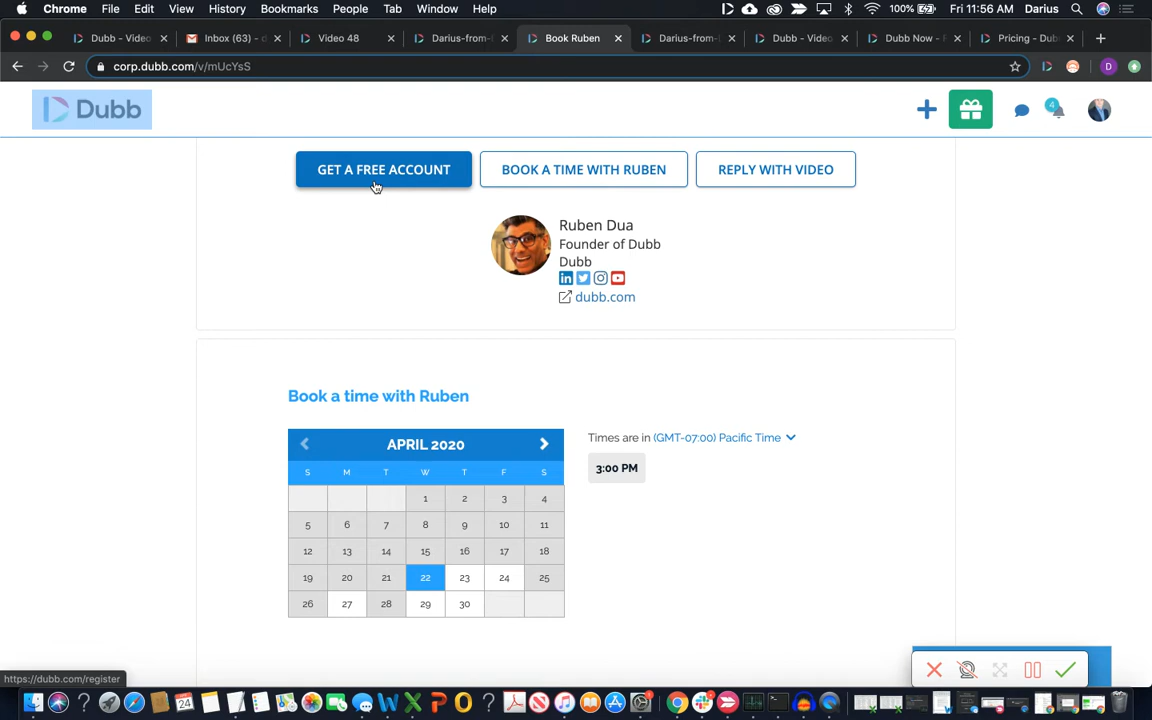 Chrome File Edit View History Bookmarks People Tab Window Help 100% Fri 11:56 AM Darius
Dubb - Video Inbox (63) - d Video 48 Darius-from- Book Ruben Darius-from- Dubb - Video Dubb Now - Pricing - Dub
corp.dubb.com/v/mUcYsS D
Dubb 4
GET A FREE ACCOUNT BOOK A TIME WITH RUBEN REPLY WITH VIDEO
Ruben Dua
Founder of Dubb
Dubb
dubb.com
Book a time with Ruben
APRIL 2020
Times are in (GMT-07:00) Pacific Time
S M T W T F S
3:00 PM
1 2 3 4
5 6 7 8 9 10 11
12 13 14 15 16 17 18
19 20 21 22 23 24 25
26 27 28 29 30
https://dubb.com/register